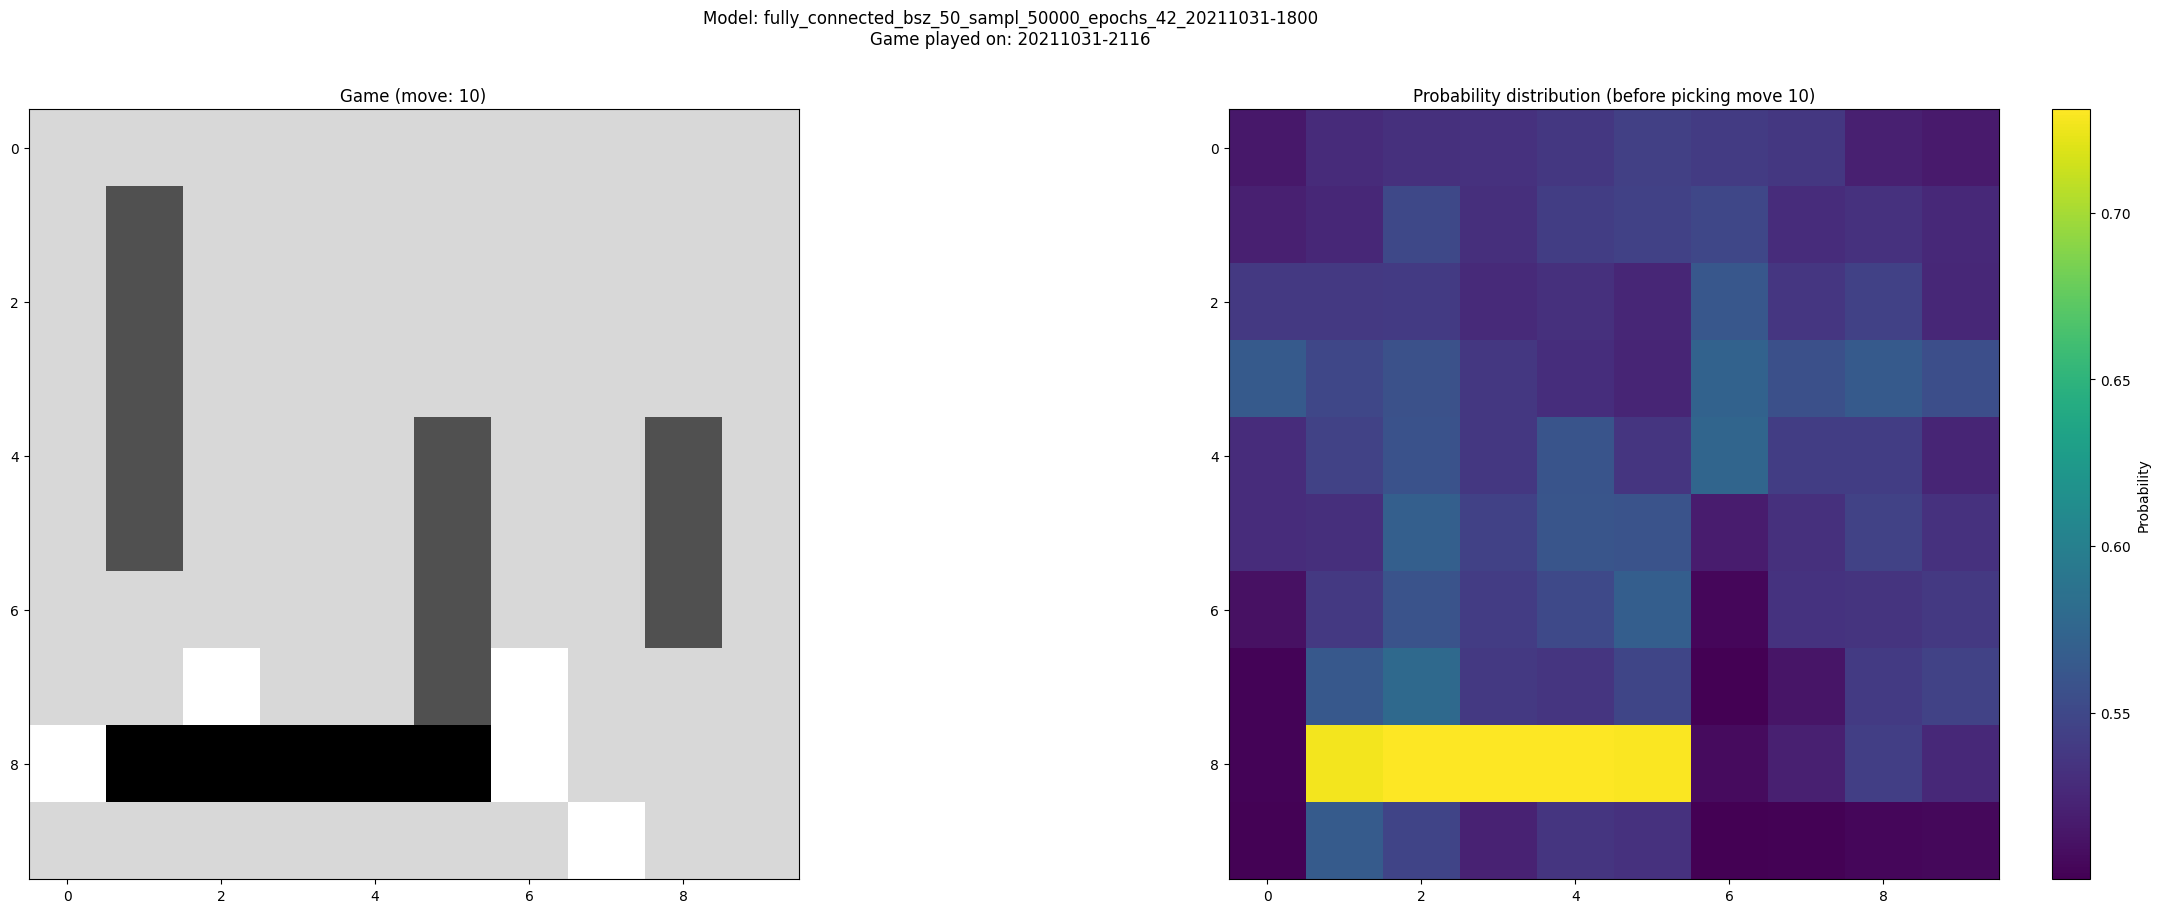 Model: fully_connected_bsz_50_sampl_50000_epochs_42_20211031-1800
Game played on: 20211031-2116
Game (move: 10)
0
2
4
6
8
0 2 4 6 8
Probability distribution (before picking move 10)
0
2
4
6
8
0 2 4 6 8
0.70
0.65
0.60
0.55
Probability